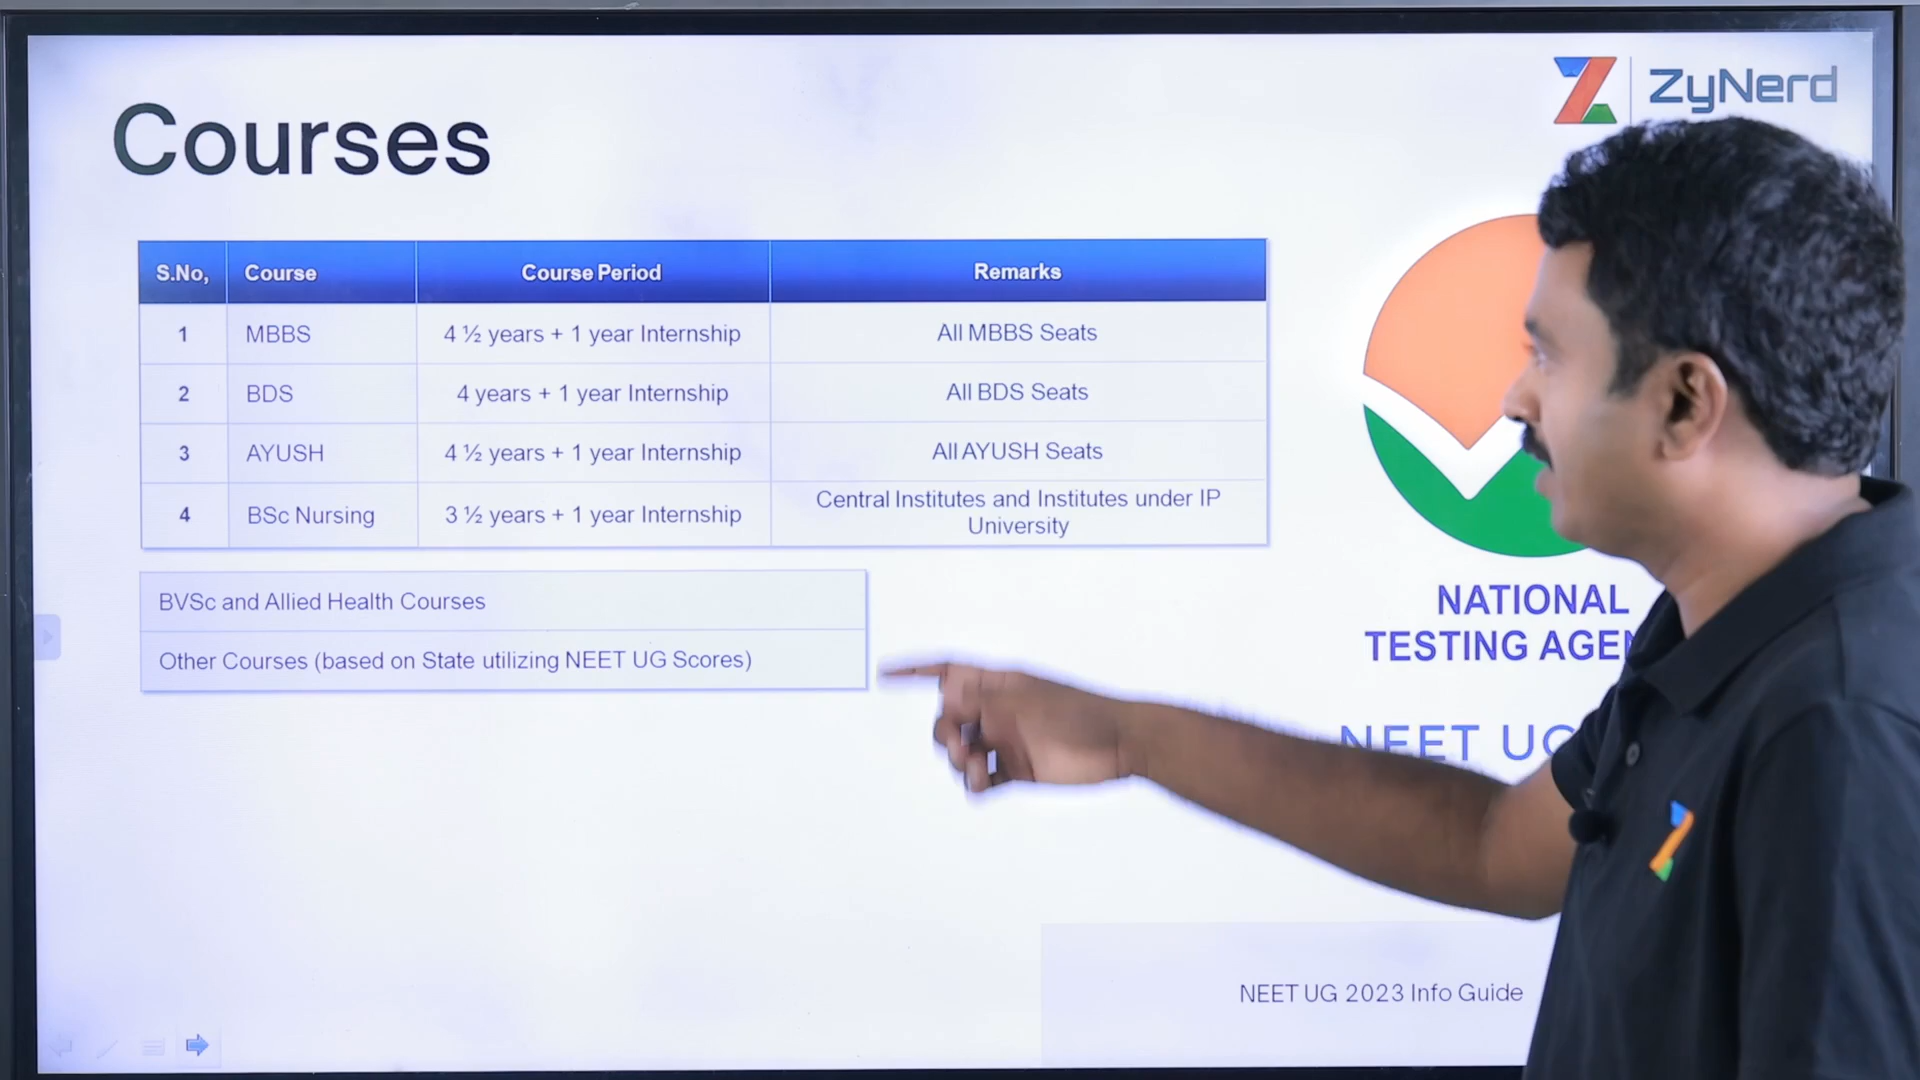 ZyNerd
Courses
S.No, Course Course Period Remarks
1 MBBS 4 ½ years + 1 year Internship All MBBS Seats
2 BDS 4 years + 1 year Internship All BDS Seats
3 AYUSH 4 ½ years + 1 year Internship All AYUSH Seats
4 BSc Nursing 3 ½ years + 1 year Internship Central Institutes and Institutes under IP
University
BVSc and Allied Health Courses
Other Courses (based on State utilizing NEET UG Scores)
NATIONAL
TESTING AGEN
NEET UG
NEET UG 2023 Info Guide